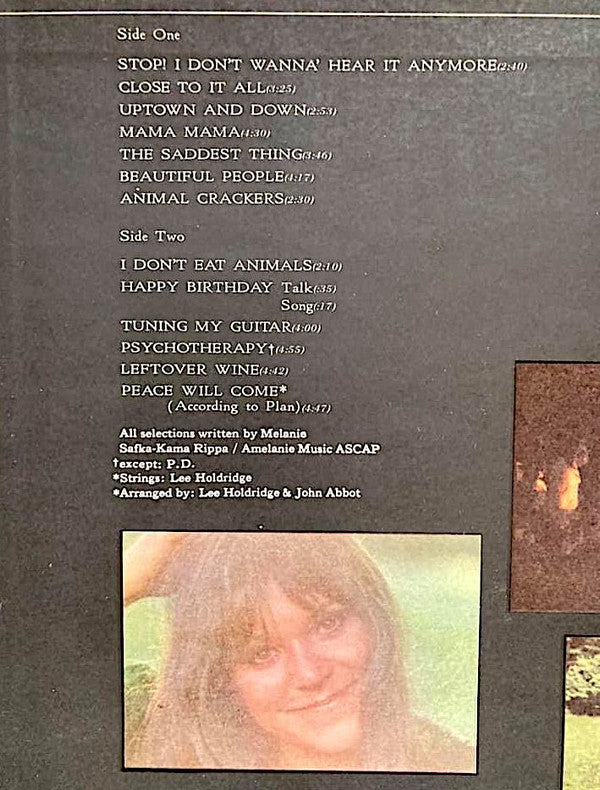 Side One
STOP! I DON'T WANNA' HEAR IT ANYMORE(2:40)
CLOSE TO IT ALL(3:25)
UPTOWN AND DOWN(2:53)
MAMA MAMA(4:30)
THE SADDEST THING(3:46)
BEAUTIFUL PEOPLE(4:17)
ANIMAL CRACKERS(2:30)
Side Two
I DON'T EAT ANIMALS(2:10)
HAPPY BIRTHDAY Talk(:35)
Song(:17)
TUNING MY GUITAR(4:00)
PSYCHOTHERAPY†(4:55)
LEFTOVER WINE(4:42)
PEACE WILL COME*
(According to Plan)(4:47)
All selections written by Melanie
Safka-Kama Rippa / Amelanie Music ASCAP
†except: P.D.
*Strings: Lee Holdridge
*Arranged by: Lee Holdridge & John Abbot